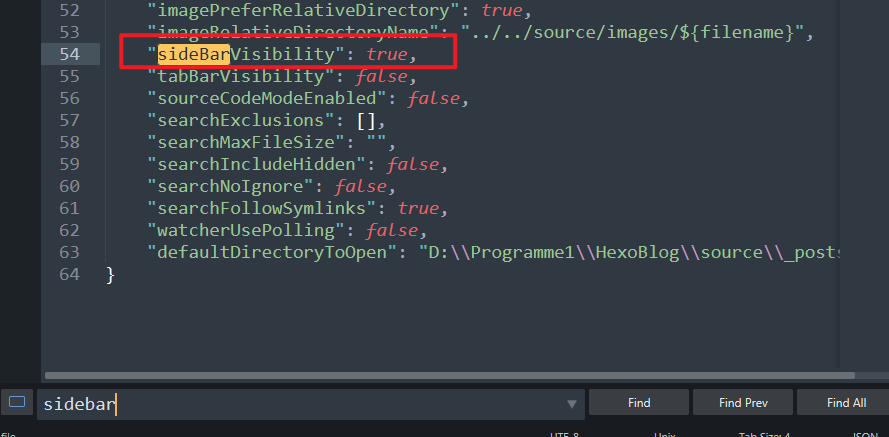 52 "imagePreferRelativeDirectory": true,
53 "imageRelativeDirectoryName": "../../source/images/${filename}",
54 "sideBarVisibility": true,
55 "tabBarVisibility": false,
56 "sourceCodeModeEnabled": false,
57 "searchExclusions": [],
58 "searchMaxFileSize": "",
59 "searchIncludeHidden": false,
60 "searchNoIgnore": false,
61 "searchFollowSymlinks": true,
62 "watcherUsePolling": false,
63 "defaultDirectoryToOpen": "D:\\Programme1\\HexoBlog\\source\\_posts
64 }
sidebar Find Find Prev Find All
file UTF-8 Unix Tab Size: 4 JSON